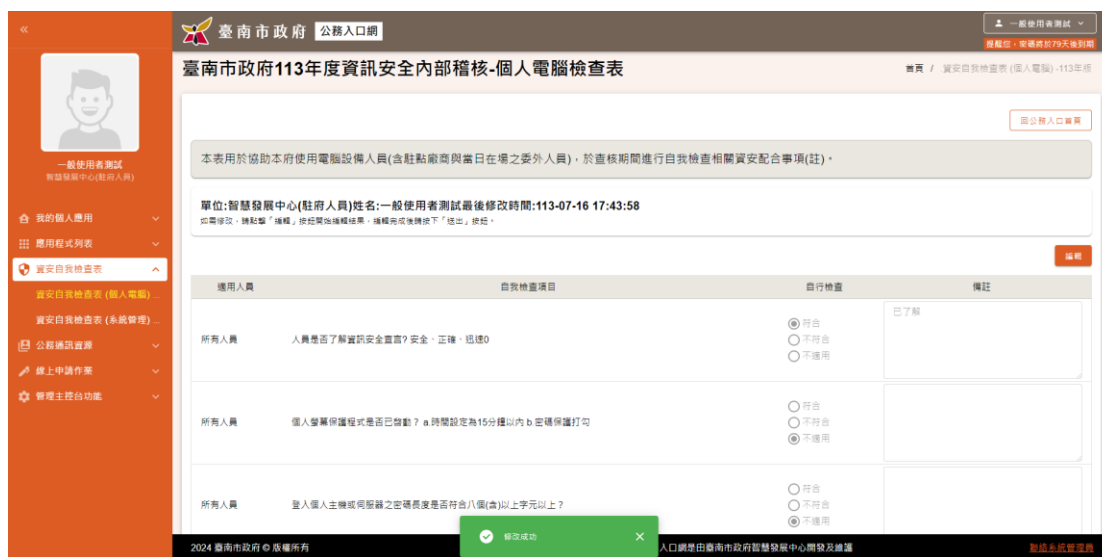 «
臺南市政府 公務入口網
一般使用者測試
提醒您，密碼將於79天後到期
臺南市政府113年度資訊安全內部稽核-個人電腦檢查表
首頁 / 資安自我檢查表 (個人電腦) -113年版
一般使用者測試
智慧發展中心(駐府人員)
我的個人應用
應用程式列表
資安自我檢查表
資安自我檢查表 (個人電腦) ...
資安自我檢查表 (系統管理) ...
公務通訊資源
線上申請作業
管理主控台功能
回公務入口首頁
本表用於協助本府使用電腦設備人員(含駐點廠商與當日在場之委外人員)，於查核期間進行自我檢查相關資安配合事項(註)。
單位:智慧發展中心(駐府人員)姓名:一般使用者測試最後修改時間:113-07-16 17:43:58
如需修改，請點擊「編輯」按鈕開始編輯結果，編輯完成後請按下「送出」按鈕。
編輯
適用人員 自我檢查項目 自行檢查 備註
所有人員 人員是否了解資訊安全宣言? 安全、正確、迅速0
符合
不符合
不適用
已了解
所有人員 個人螢幕保護程式是否已啟動？ a.時間設定為15分鐘以內 b.密碼保護打勾
符合
不符合
不適用
所有人員 登入個人主機或伺服器之密碼長度是否符合八個(含)以上字元以上？
符合
不符合
不適用
修改成功
2024 臺南市政府 © 版權所有
入口網是由臺南市政府智慧發展中心開發及維護
聯絡系統管理員